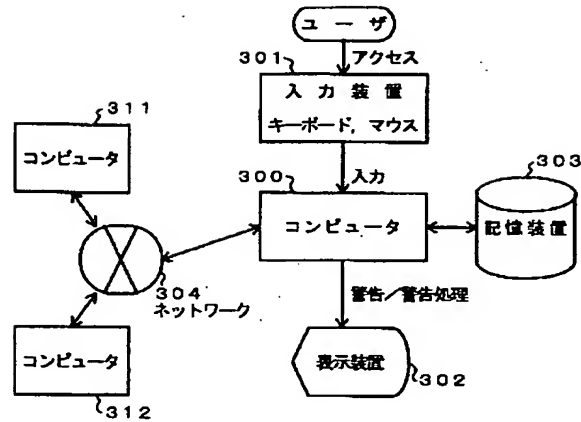 ユーザ
アクセス
301
入力装置
キーボード,マウス
311
コンピュータ
入力
300
コンピュータ
303
記憶装置
304
ネットワーク
警告/警告処理
コンピュータ
312
表示装置
302